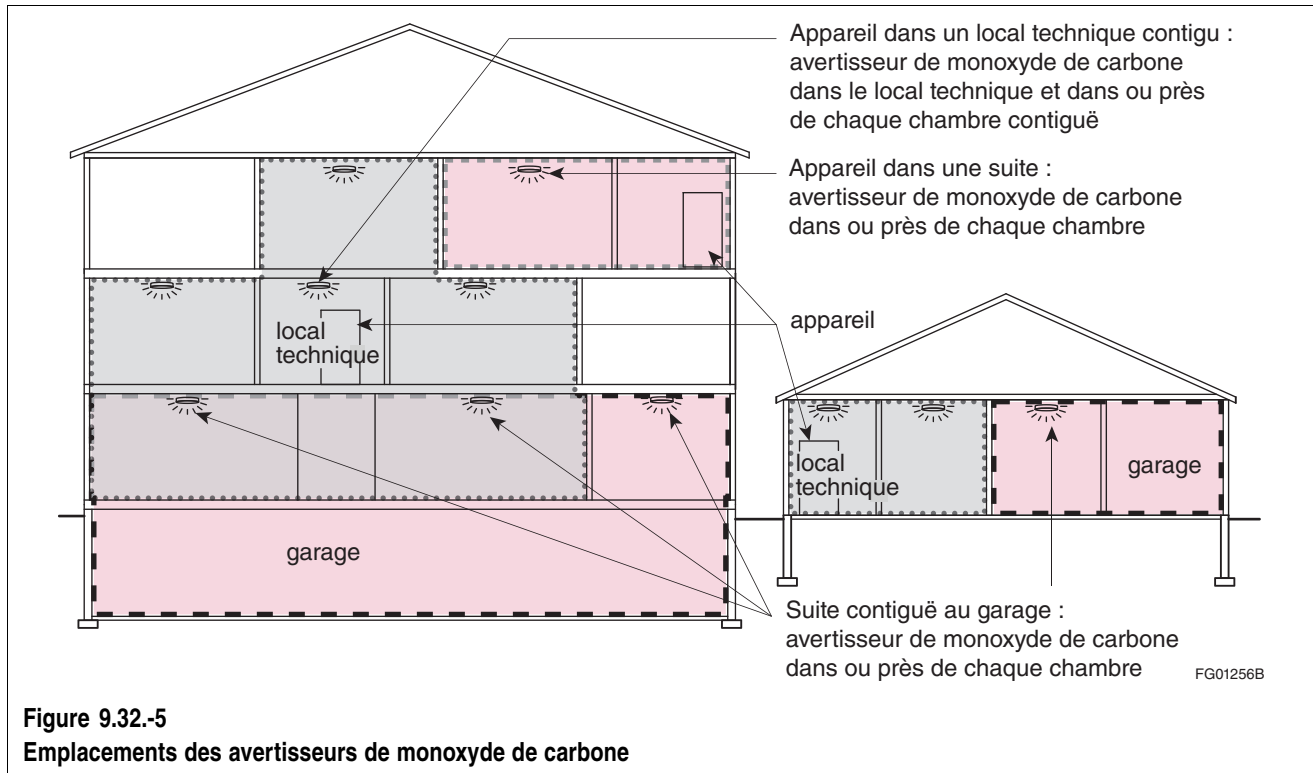 Appareil dans un local technique contigu :
avertisseur de monoxyde de carbone
dans le local technique et dans ou près
de chaque chambre contiguë
Appareil dans une suite :
avertisseur de monoxyde de carbone
dans ou près de chaque chambre
appareil
local
technique
local
technique
garage
garage
Suite contiguë au garage :
avertisseur de monoxyde de carbone
dans ou près de chaque chambre
FG01256B
Figure 9.32.-5
Emplacements des avertisseurs de monoxyde de carbone